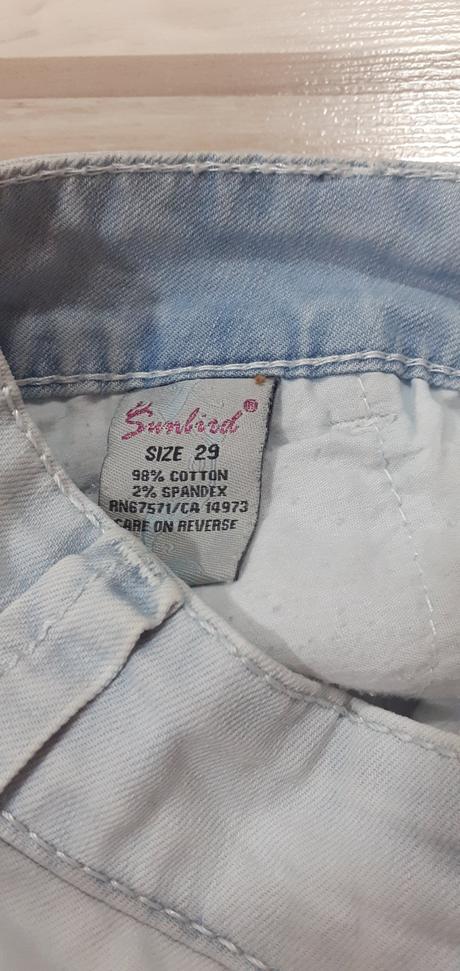 Sunbird®
SIZE 29
98% COTTON
2% SPANDEX
RN67571/CA 14973
CARE ON REVERSE